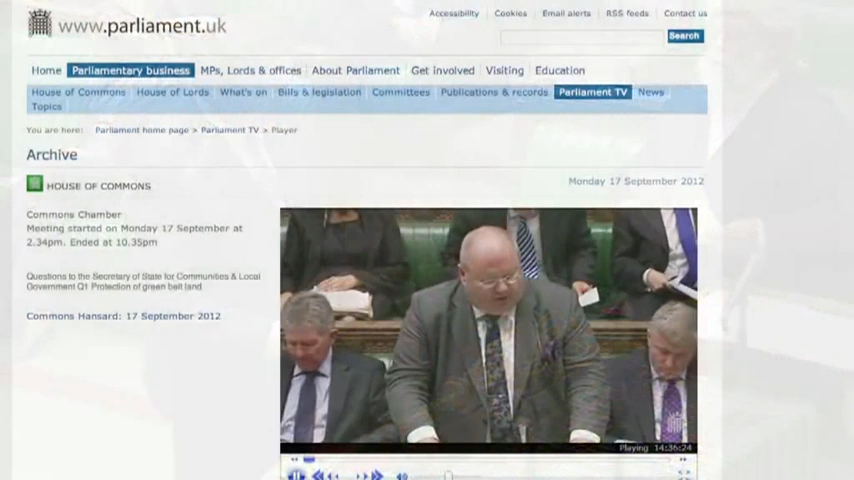 Accessibility Cookies Email alerts RSS feeds Contact us
www.parliament.uk
Search
Home Parliamentary business MPs, Lords & offices About Parliament Get involved Visiting Education
House of Commons House of Lords What's on Bills & legislation Committees Publications & records Parliament TV News
Topics
You are here: Parliament home page > Parliament TV > Player
Archive
HOUSE OF COMMONS
Monday 17 September 2012
Commons Chamber
Meeting started on Monday 17 September at
2.34pm. Ended at 10.35pm
Questions to the Secretary of State for Communities & Local
Government Q1 Protection of green belt land
Commons Hansard: 17 September 2012
Playing 14:36:24